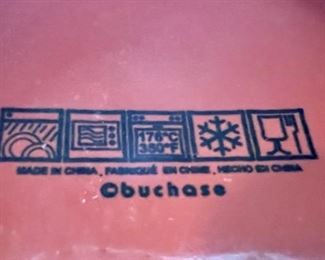 176°C
350°F
MADE IN CHINA, FABRIQUÉ EN CHINE, HECHO EN CHINA
Obuchase